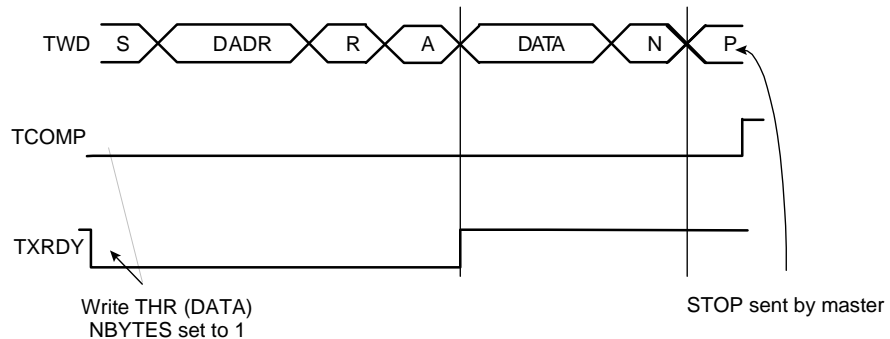 TWD S DADR R A DATA N P
TCOMP
TXRDY
Write THR (DATA)
NBYTES set to 1
STOP sent by master